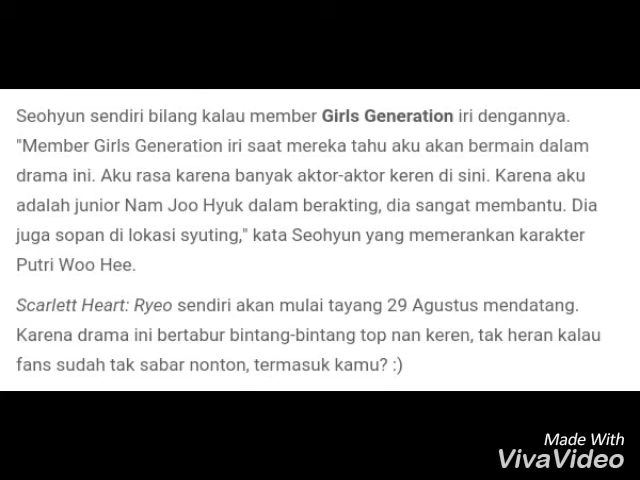 Seohyun sendiri bilang kalau member Girls Generation iri dengannya.
"Member Girls Generation iri saat mereka tahu aku akan bermain dalam
drama ini. Aku rasa karena banyak aktor-aktor keren di sini. Karena aku
adalah junior Nam Joo Hyuk dalam berakting, dia sangat membantu. Dia
juga sopan di lokasi syuting," kata Seohyun yang memerankan karakter
Putri Woo Hee.
Scarlett Heart: Ryeo sendiri akan mulai tayang 29 Agustus mendatang.
Karena drama ini bertabur bintang-bintang top nan keren, tak heran kalau
fans sudah tak sabar nonton, termasuk kamu? :)
Made With
VivaVideo